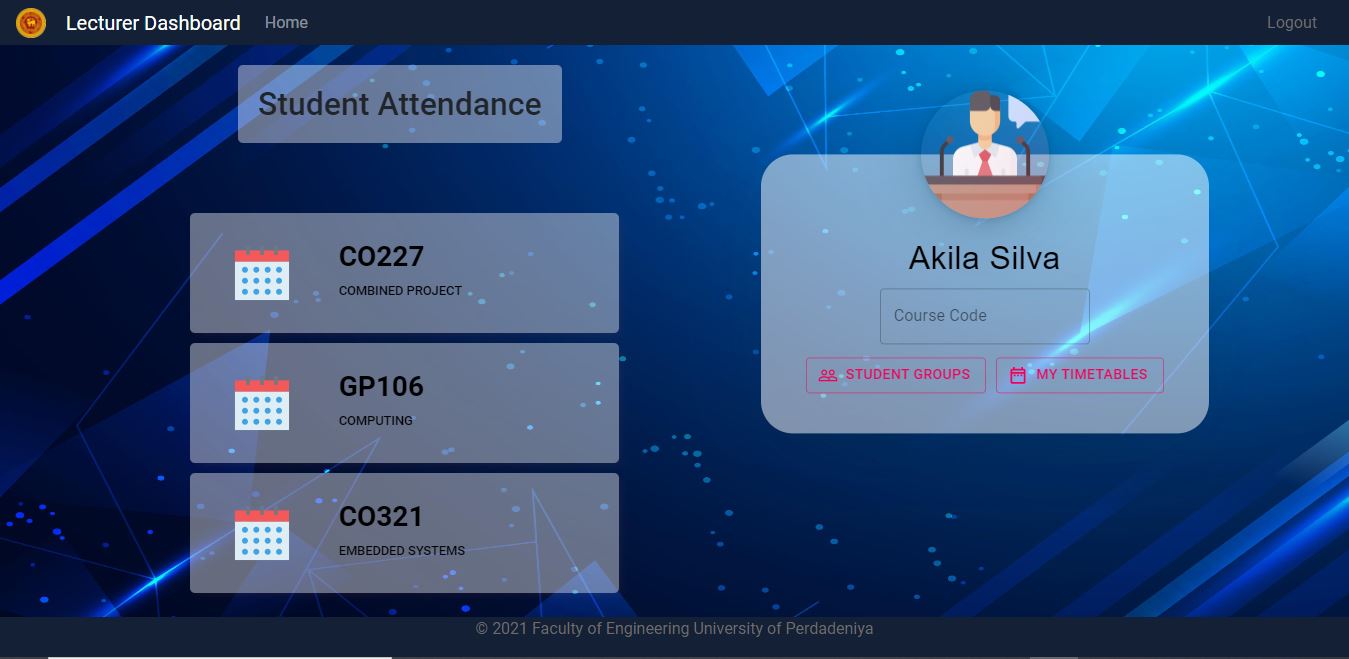 Lecturer Dashboard Home Logout
Student Attendance
CO227
COMBINED PROJECT
GP106
COMPUTING
CO321
EMBEDDED SYSTEMS
Akila Silva
Course Code
STUDENT GROUPS MY TIMETABLES
© 2021 Faculty of Engineering University of Perdadeniya